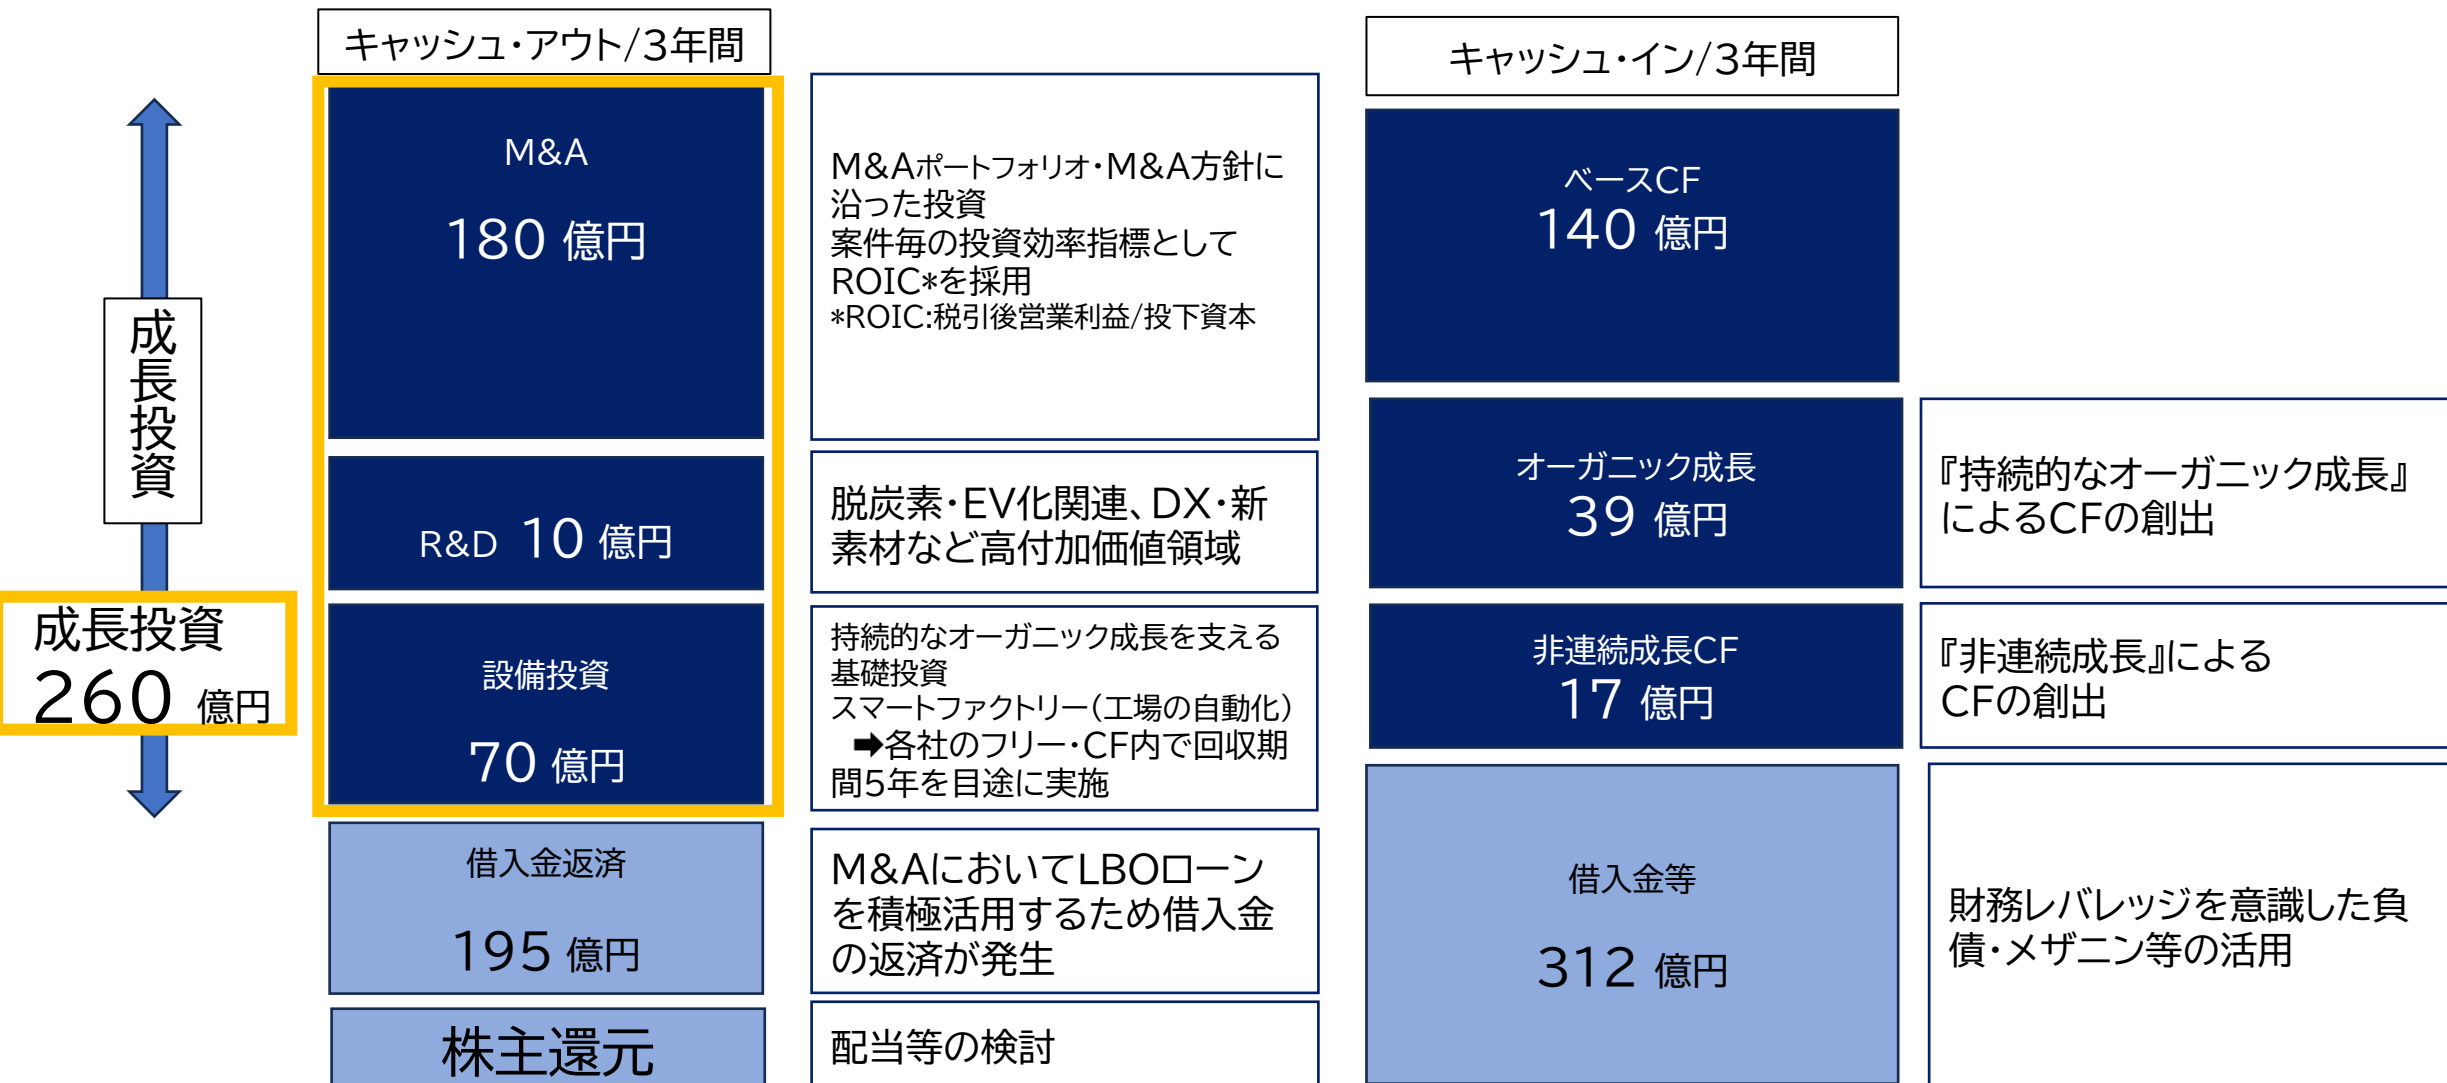 キャッシュ・アウト/3年間
成長投資
成長投資
260 億円
M&A
180 億円
M&Aポートフォリオ・M&A方針に
沿った投資
案件毎の投資効率指標として
ROIC*を採用
*ROIC:税引後営業利益/投下資本
R&D 10 億円
脱炭素・EV化関連、DX・新
素材など高付加価値領域
設備投資
70 億円
持続的なオーガニック成長を支える
基礎投資
スマートファクトリー(工場の自動化)
➡各社のフリー・CF内で回収期
間5年を目途に実施
借入金返済
195 億円
M&AにおいてLBOローン
を積極活用するため借入金
の返済が発生
株主還元
配当等の検討
キャッシュ・イン/3年間
ベースCF
140 億円
オーガニック成長
39 億円
『持続的なオーガニック成長』
によるCFの創出
非連続成長CF
17 億円
『非連続成長』による
CFの創出
借入金等
312 億円
財務レバレッジを意識した負
債・メザニン等の活用